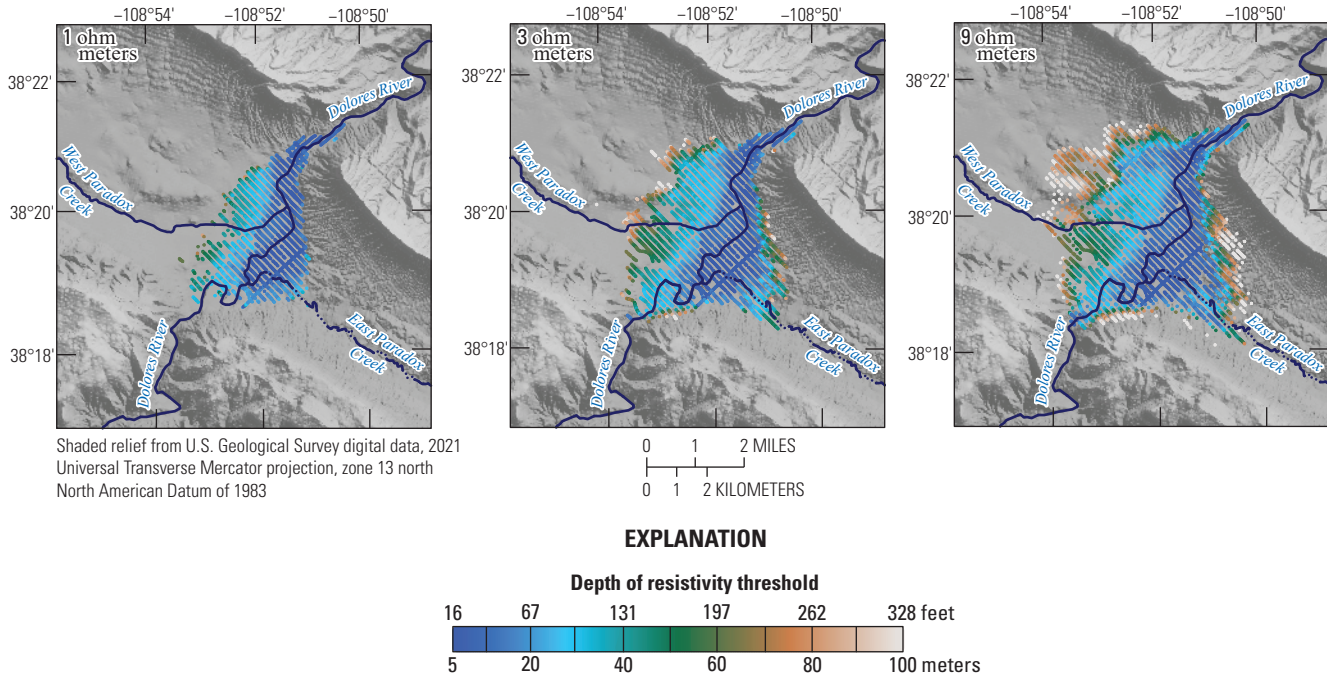 −108°54' −108°52' −108°50'
1 ohm
meters
38°22'
Dolores River
West Paradox
Creek
38°20'
38°18'
Dolores River
East Paradox
Creek
−108°54' −108°52' −108°50'
3 ohm
meters
38°22'
Dolores River
West Paradox
Creek
38°20'
38°18'
Dolores River
East Paradox
Creek
−108°54' −108°52' −108°50'
9 ohm
meters
38°22'
Dolores River
West Paradox
Creek
38°20'
38°18'
Dolores River
East Paradox
Creek
Shaded relief from U.S. Geological Survey digital data, 2021
Universal Transverse Mercator projection, zone 13 north
North American Datum of 1983
0 1 2 MILES
0 1 2 KILOMETERS
EXPLANATION
Depth of resistivity threshold
16 67 131 197 262 328 feet
5 20 40 60 80 100 meters